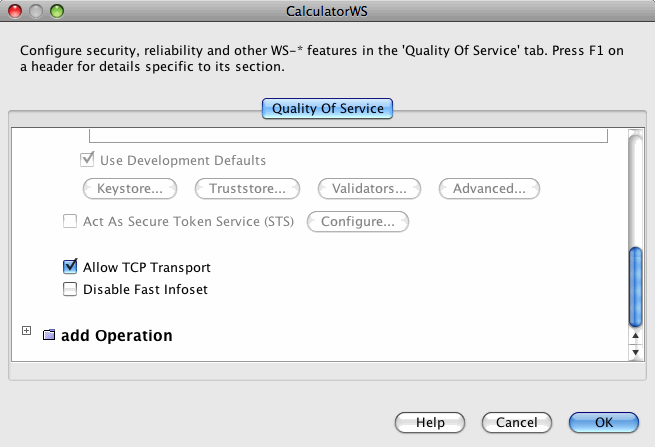 CalculatorWS
Configure security, reliability and other WS-* features in the 'Quality Of Service' tab. Press F1 on
a header for details specific to its section.
Quality Of Service
Use Development Defaults
Keystore... Truststore... Validators... Advanced...
Act As Secure Token Service (STS) Configure...
Allow TCP Transport
Disable Fast Infoset
add Operation
Help Cancel OK